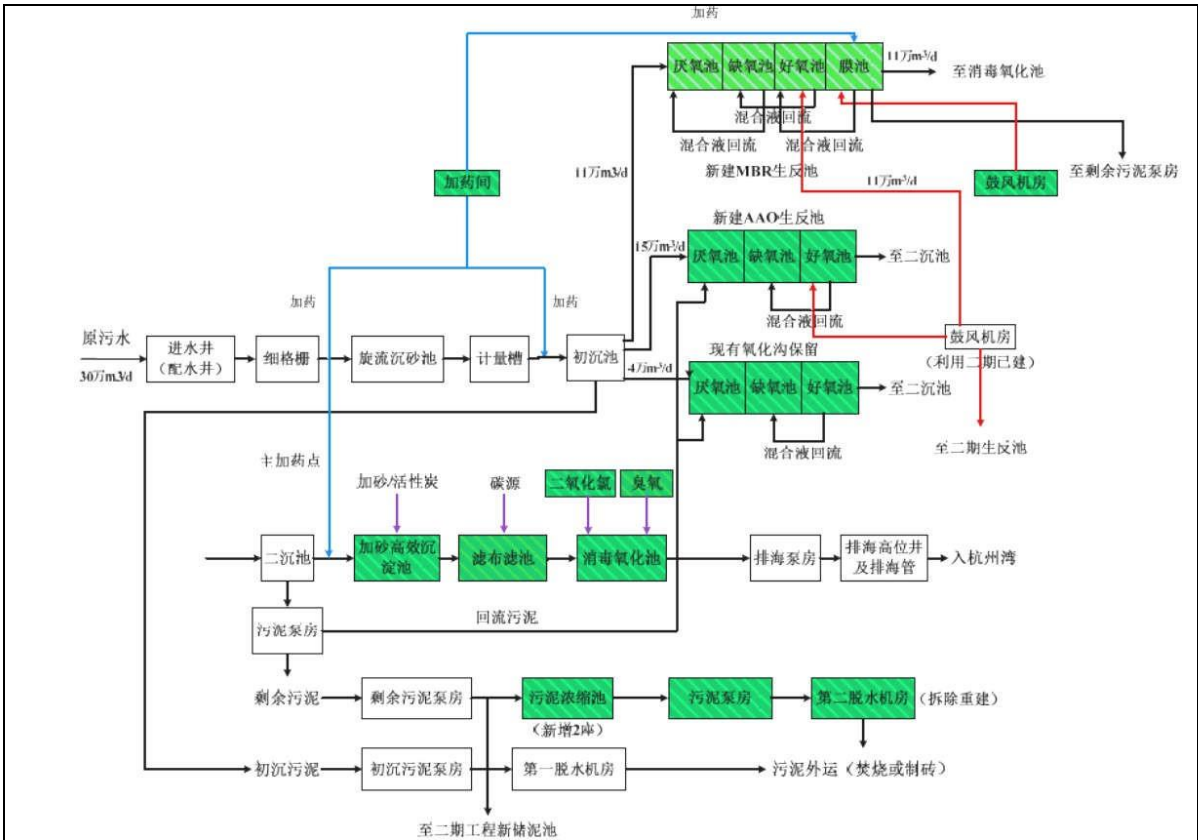 加药
厌氧池
缺氧池
好氧池
膜池
11万m³/d
至消毒氧化池
混合液回流
混合液回流
混合液回流
新建MBR生反池
11万m3/d
加药间
11万m³/d
鼓风机房
至剩余污泥泵房
新建AAO生反池
15万m³/d
厌氧池
缺氧池
好氧池
至二沉池
混合液回流
加药
加药
原污水
30万m3/d
进水井
(配水井)
细格栅
旋流沉砂池
计量槽
初沉池
鼓风机房
(利用二期已建)
现有氧化沟保留
4万m³/d
厌氧池
缺氧池
好氧池
至二沉池
混合液回流
至二期生反池
主加药点
加砂/活性炭
碳源
二氧化氯
臭氧
二沉池
加砂高效沉
淀池
滤布滤池
消毒氧化池
排海泵房
排海高位井
及排海管
入杭州湾
污泥泵房
回流污泥
剩余污泥
剩余污泥泵房
污泥浓缩池
(新增2座)
污泥泵房
第二脱水机房
(拆除重建)
初沉污泥
初沉污泥泵房
第一脱水机房
污泥外运（焚烧或制砖）
至二期工程新储泥池